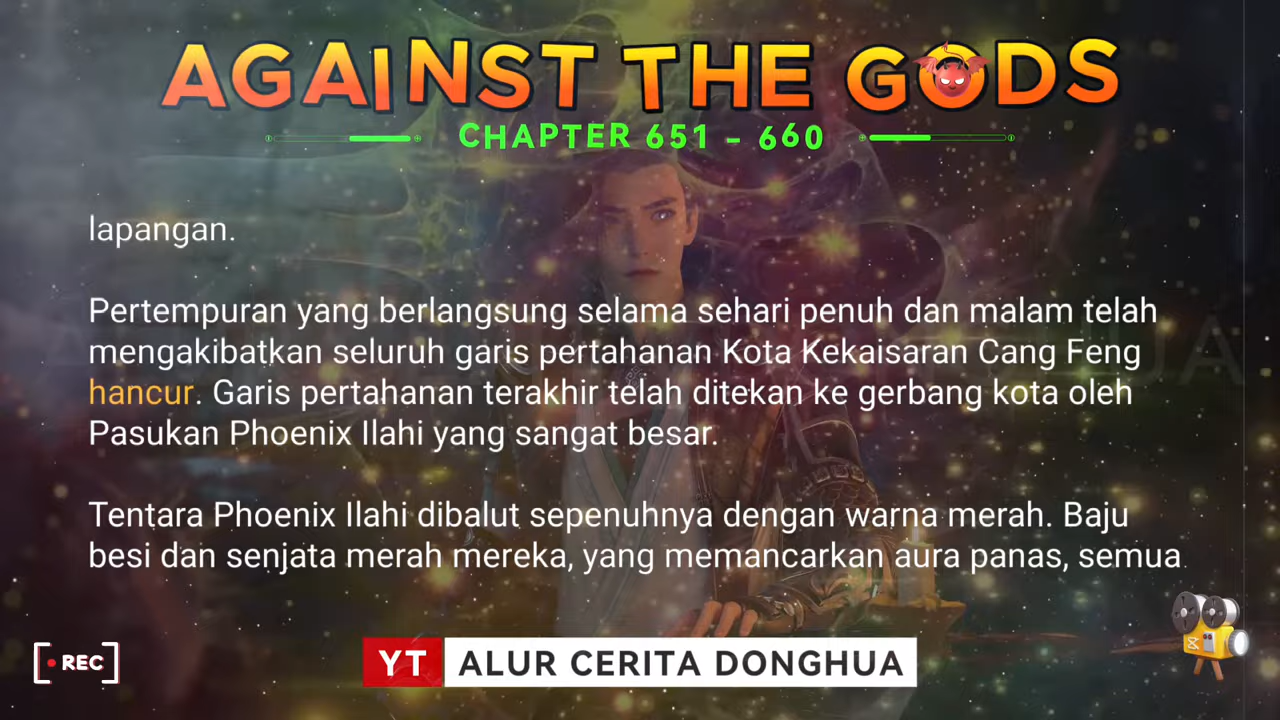 AGAINST THE GODS
CHAPTER 651 - 660
lapangan.
Pertempuran yang berlangsung selama sehari penuh dan malam telah
mengakibatkan seluruh garis pertahanan Kota Kekaisaran Cang Feng
hancur. Garis pertahanan terakhir telah ditekan ke gerbang kota oleh
Pasukan Phoenix Ilahi yang sangat besar.
Tentara Phoenix Ilahi dibalut sepenuhnya dengan warna merah. Baju
besi dan senjata merah mereka, yang memancarkan aura panas, semua
REC
YT ALUR CERITA DONGHUA